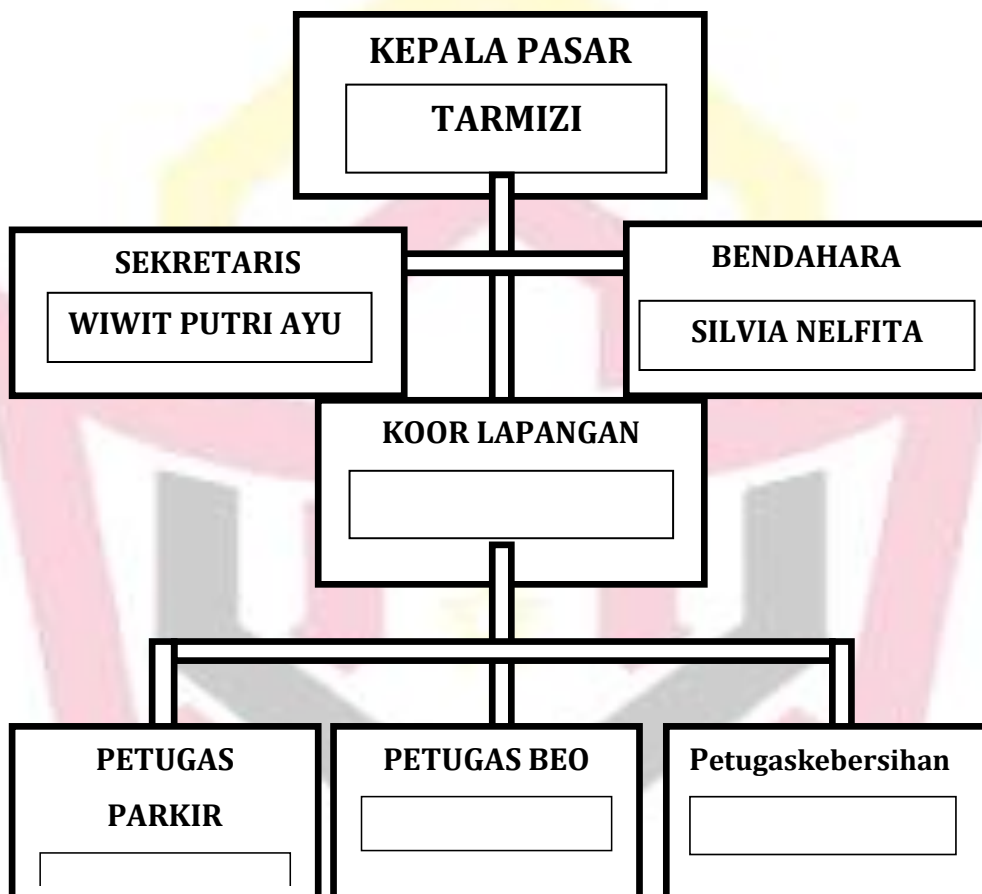 KEPALA PASAR
TARMIZI
SEKRETARIS
WIWIT PUTRI AYU
BENDAHARA
SILVIA NELFITA
KOOR LAPANGAN
PETUGAS
PARKIR
PETUGAS BEO
Petugaskebersihan